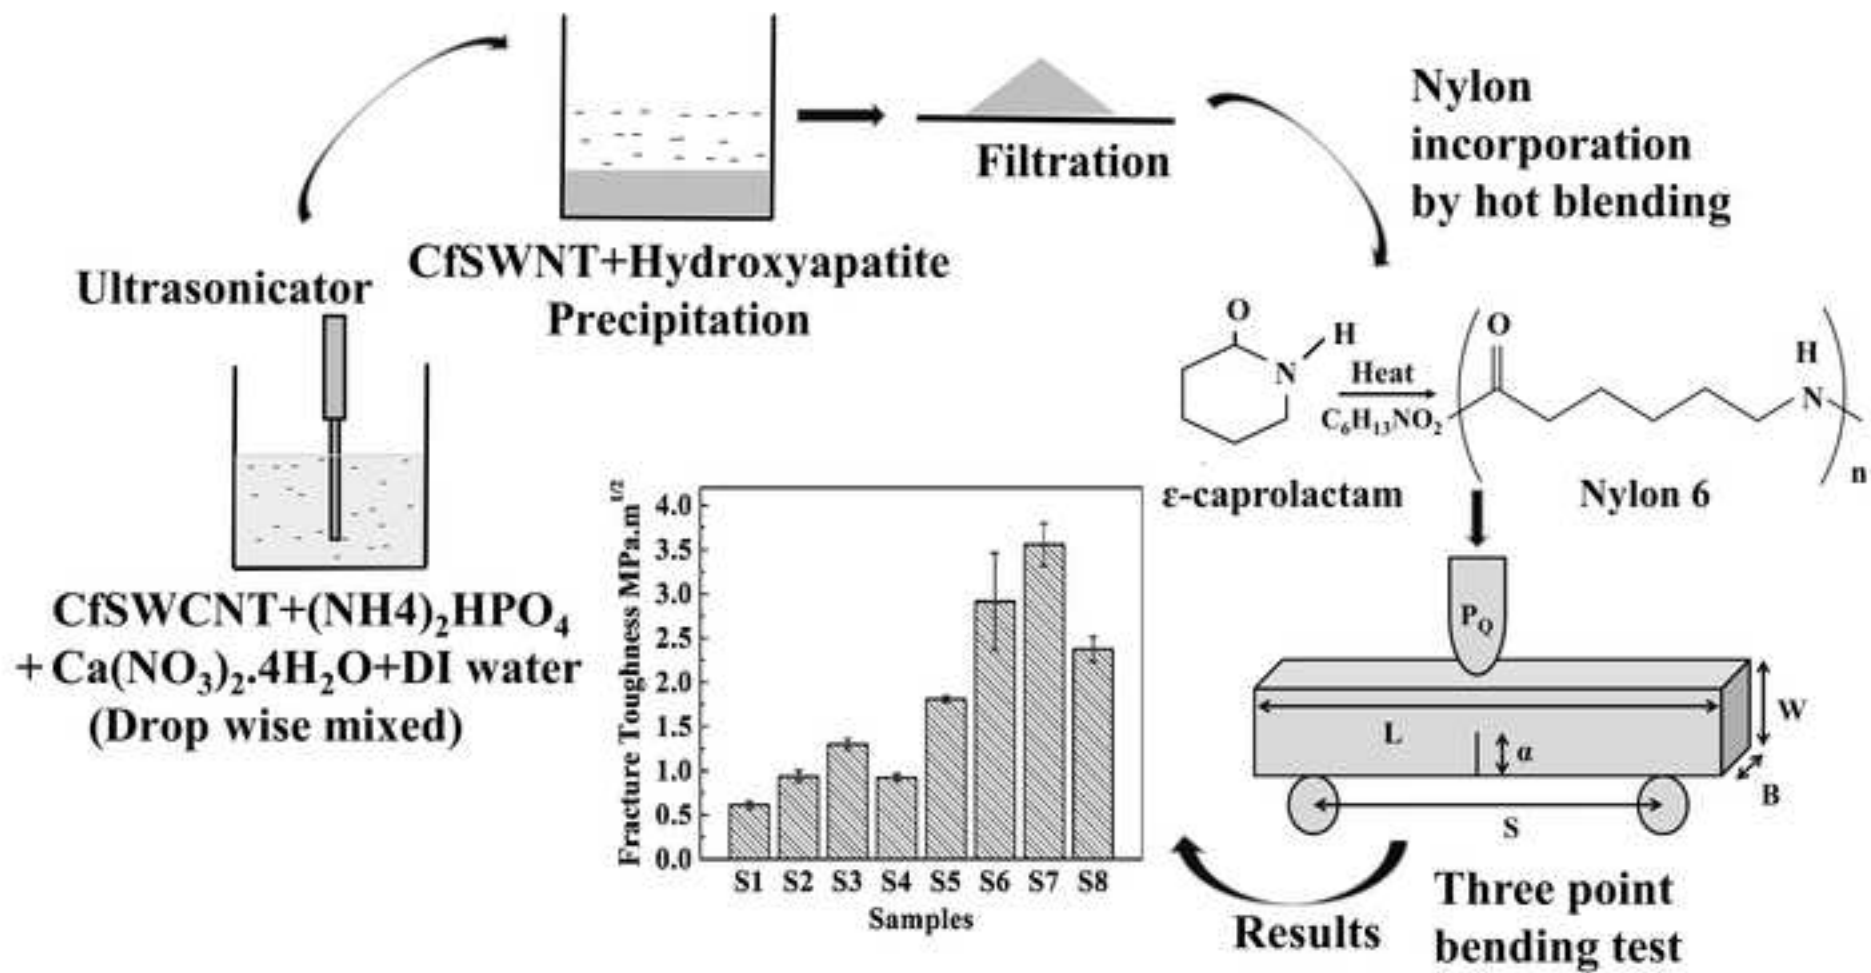 Ultrasonicator
CfSWCNT+(NH4)₂HPO₄
+ Ca(NO₃)₂.4H₂O+DI water
(Drop wise mixed)
CfSWNT+Hydroxyapatite
Precipitation
Filtration
Nylon
incorporation
by hot blending
O
H
N
ε-caprolactam
Heat
C₆H₁₃NO₂
O
H
N
n
Nylon 6
P_Q
L
α
W
B
S
Three point
bending test
Results
Fracture Toughness MPa.m¹/²
4.0
3.5
3.0
2.5
2.0
1.5
1.0
0.5
0.0
S1 S2 S3 S4 S5 S6 S7 S8
Samples